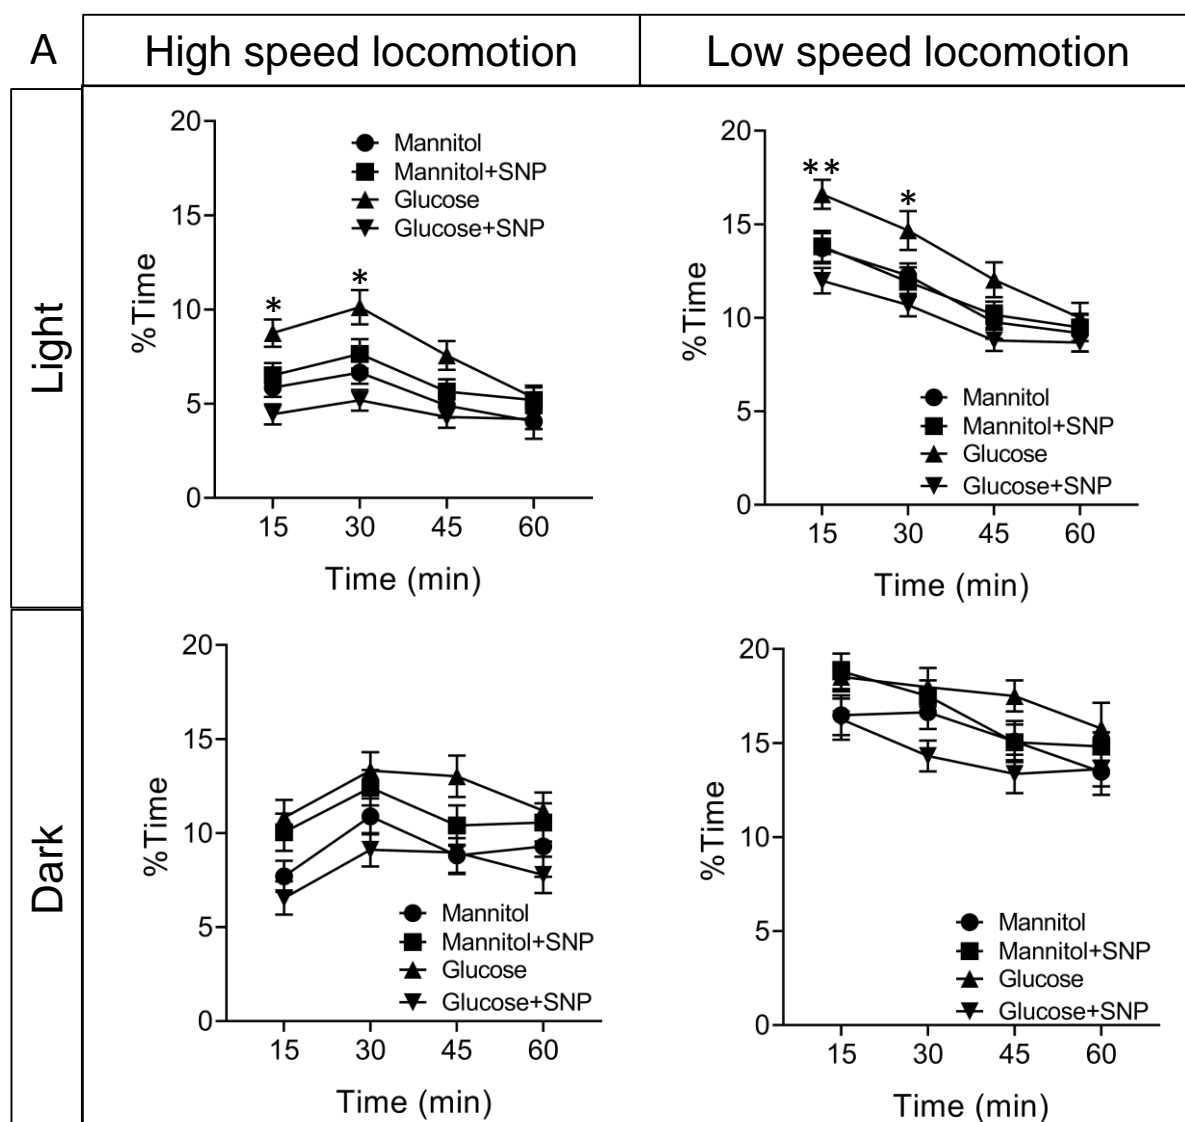 A
High speed locomotion
Low speed locomotion
Light
20
15
10
5
0
%Time
* *
Mannitol
Mannitol+SNP
Glucose
Glucose+SNP
15 30 45 60
Time (min)
20
15
10
5
0
%Time
** *
Mannitol
Mannitol+SNP
Glucose
Glucose+SNP
15 30 45 60
Time (min)
Dark
20
15
10
5
0
%Time
Mannitol
Mannitol+SNP
Glucose
Glucose+SNP
15 30 45 60
Time (min)
20
15
10
5
0
%Time
Mannitol
Mannitol+SNP
Glucose
Glucose+SNP
15 30 45 60
Time (min)